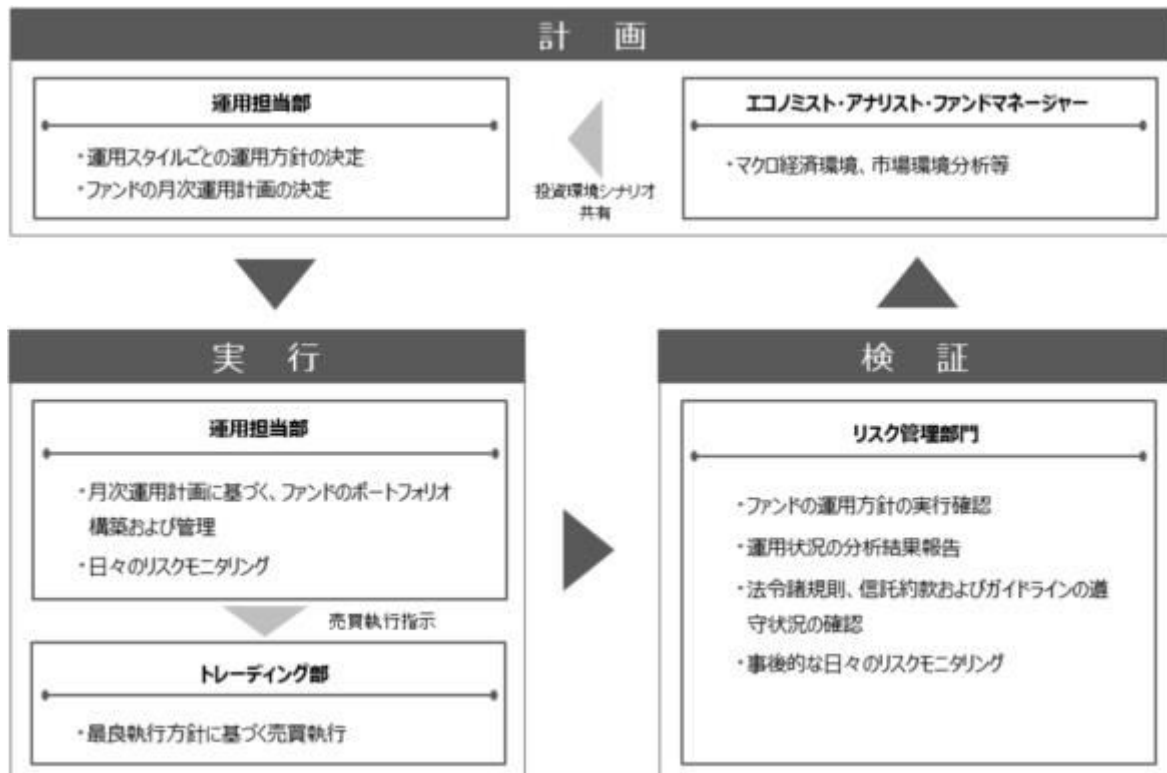 計 画
運用担当部
・運用スタイルごとの運用方針の決定
・ファンドの月次運用計画の決定
投資環境シナリオ
共有
エコノミスト・アナリスト・ファンドマネージャー
・マクロ経済環境、市場環境分析等
実 行
運用担当部
・月次運用計画に基づく、ファンドのポートフォリオ
構築および管理
・日々のリスクモニタリング
売買執行指示
トレーディング部
・最良執行方針に基づく売買執行
検 証
リスク管理部門
・ファンドの運用方針の実行確認
・運用状況の分析結果報告
・法令諸規則、信託約款およびガイドラインの遵
守状況の確認
・事後的な日々のリスクモニタリング